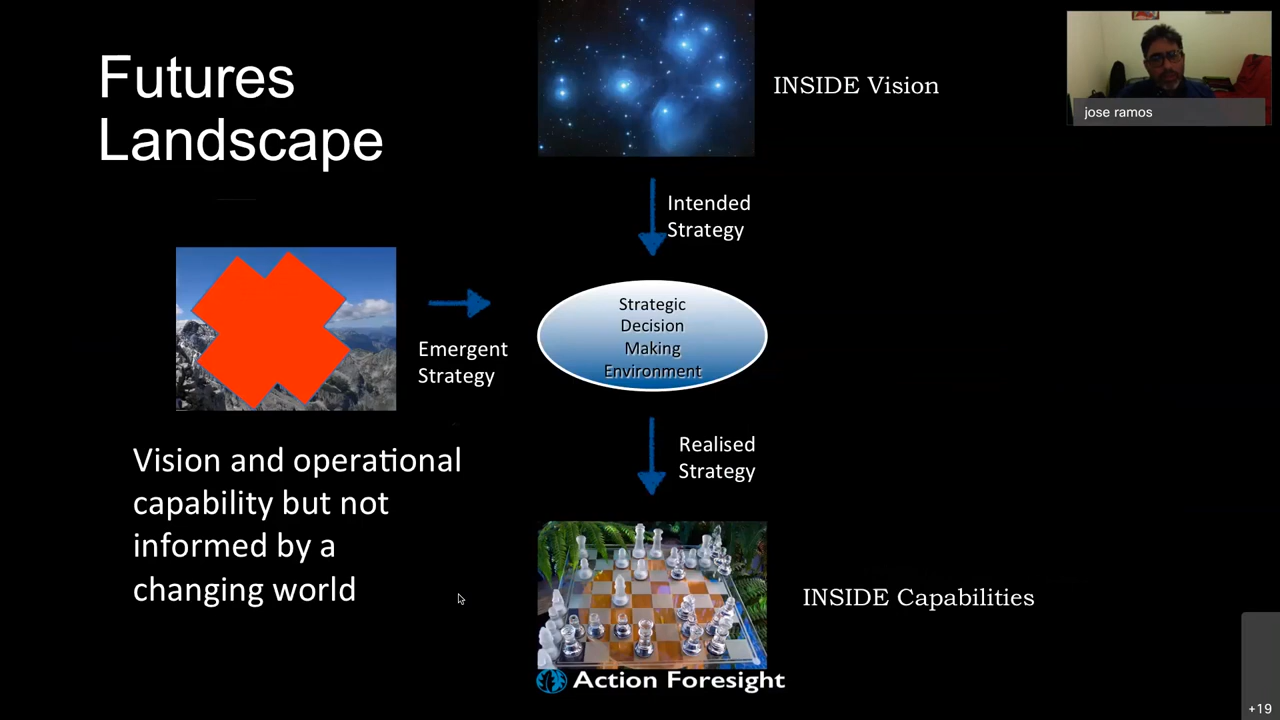 Futures
Landscape
INSIDE Vision
jose ramos
Intended
Strategy
Strategic
Decision
Making
Environment
Emergent
Strategy
Vision and operational
capability but not
informed by a
changing world
Realised
Strategy
INSIDE Capabilities
Action Foresight
+19